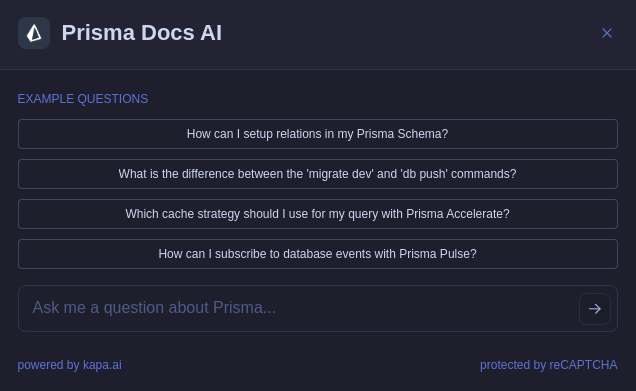 Prisma Docs AI
EXAMPLE QUESTIONS
How can I setup relations in my Prisma Schema?
What is the difference between the 'migrate dev' and 'db push' commands?
Which cache strategy should I use for my query with Prisma Accelerate?
How can I subscribe to database events with Prisma Pulse?
Ask me a question about Prisma...
powered by kapa.ai
protected by reCAPTCHA